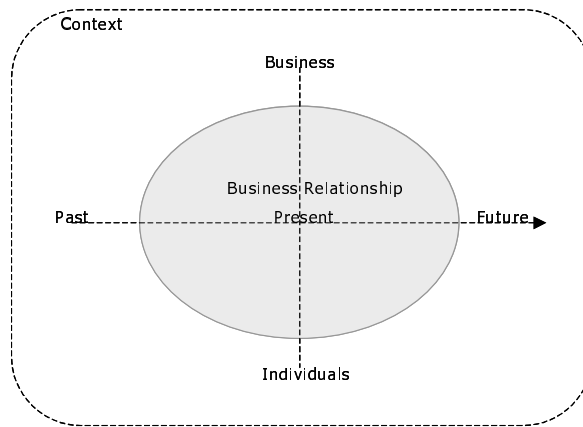 Context
Business
Business Relationship
Past
Present
Future
Individuals